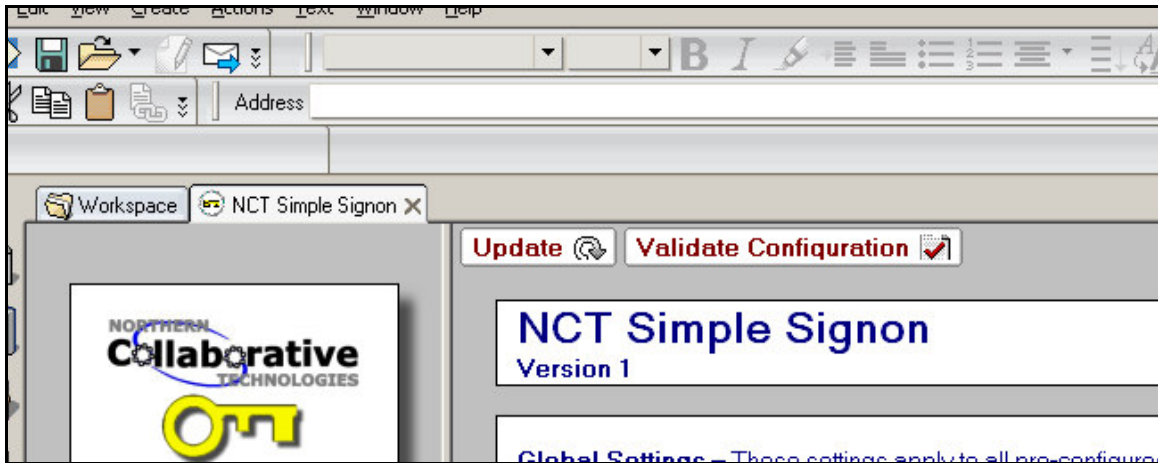 Edit View Create Actions Text Window Help
B I
Address
Workspace NCT Simple Signon
Update Validate Configuration
NORTHERN
Collaborative
TECHNOLOGIES
NCT Simple Signon
Version 1
Global Settings – These settings apply to all pre-configured